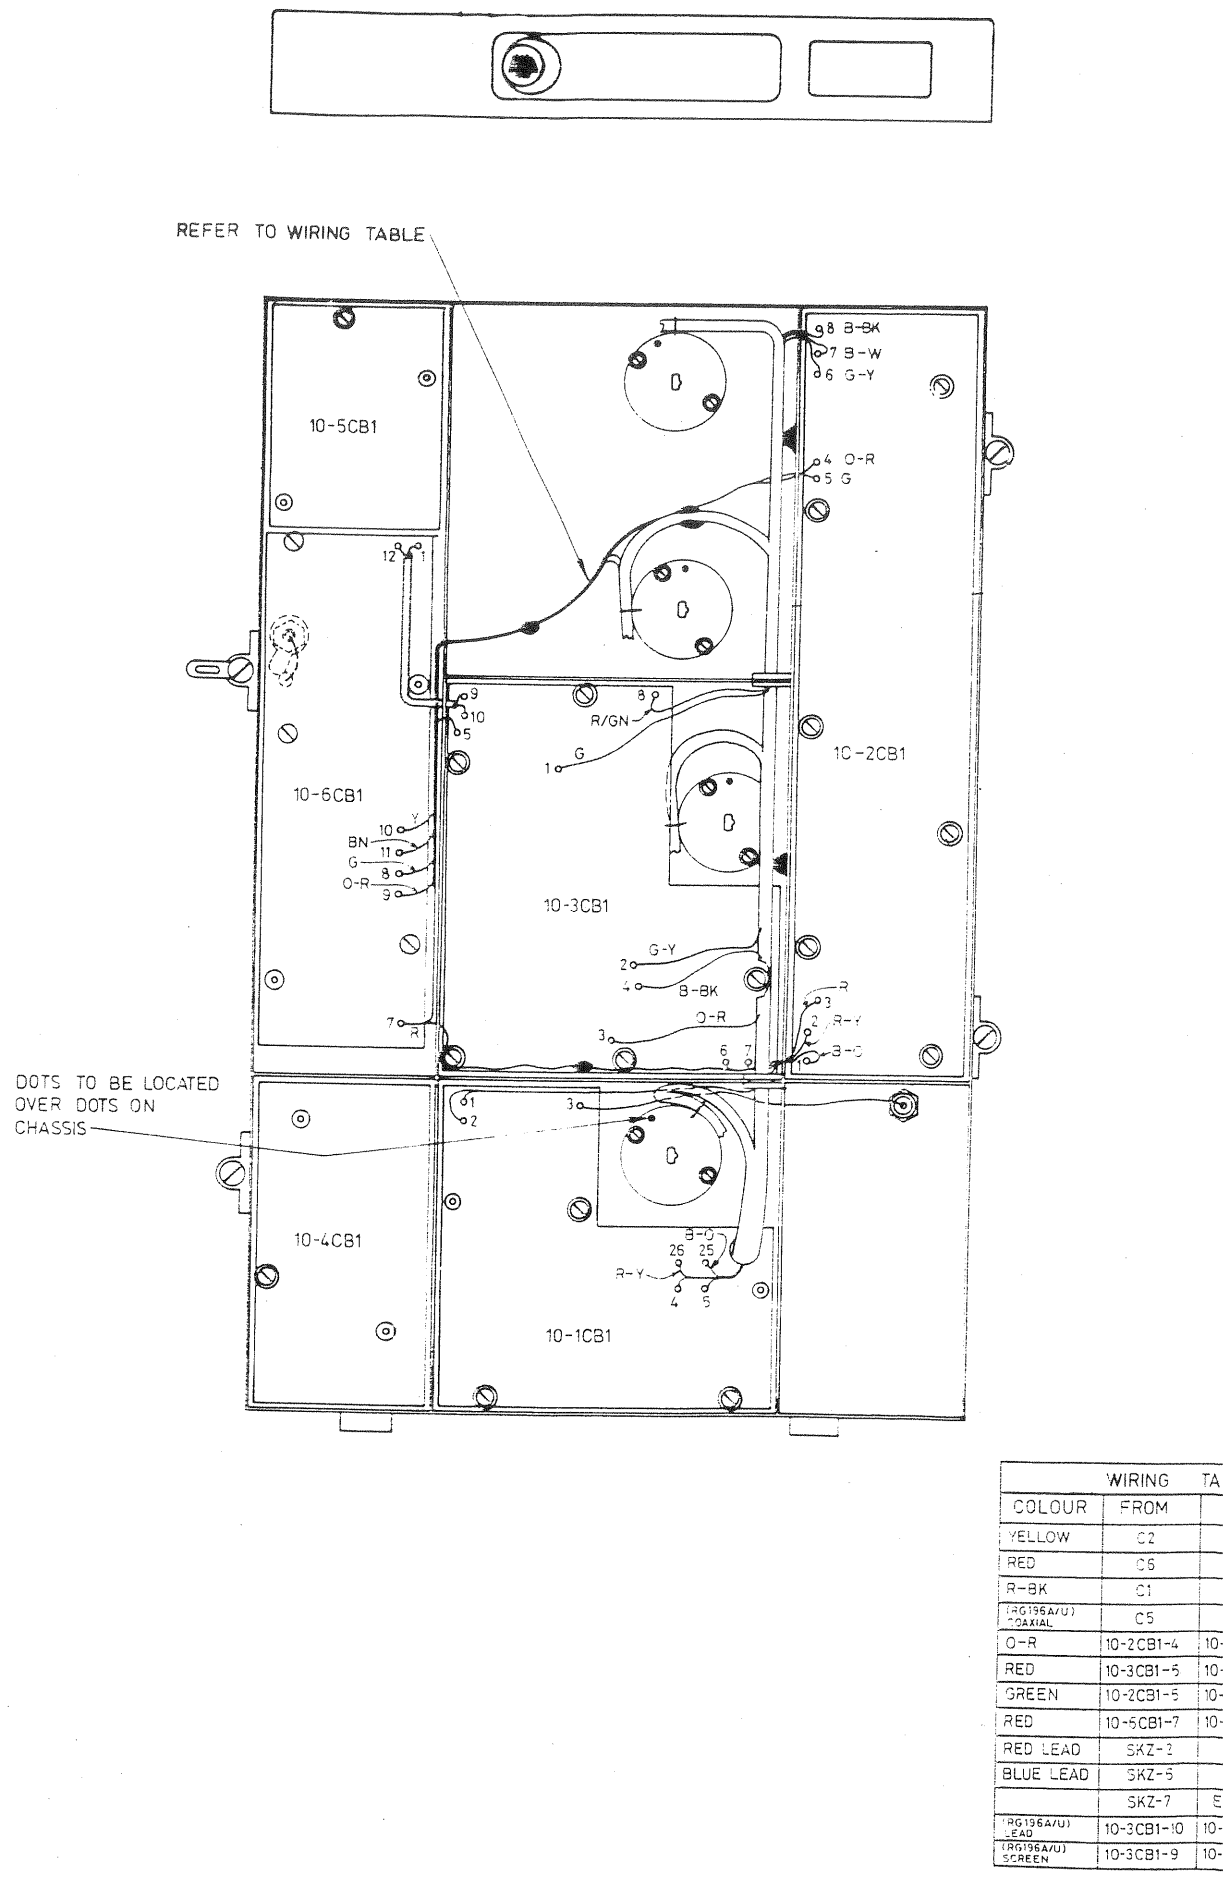 REFER TO WIRING TABLE
8 B-BK
7 B-W
6 G-Y
10-5CB1
4 O-R
5 G
12 1
9
8
10
R/GN
5
G
1
10-2CB1
10-6CB1
Y
10
BN
11
G
8
O-R
9
10-3CB1
G-Y
2
4
B-BK
R
3
O-R
2
R-Y
3
7
R
6 7
B-O
1
DOTS TO BE LOCATED
OVER DOTS ON
CHASSIS
1
3
2
10-4CB1
B-O
26 25
R-Y
4 5
10-1CB1
WIRING TA
COLOUR FROM
YELLOW C2
RED C6
R-BK C1
(RG196A/U)
COAXIAL C5
O-R 10-2CB1-4 10-
RED 10-3CB1-5 10-
GREEN 10-2CB1-5 10-
RED 10-6CB1-7 10-
RED LEAD
BLUE LEAD
SKZ-7 E
(RG196A/U)
LEAD 10-3CB1-10 10-
(RG196A/U)
SCREEN 10-3CB1-9 10-